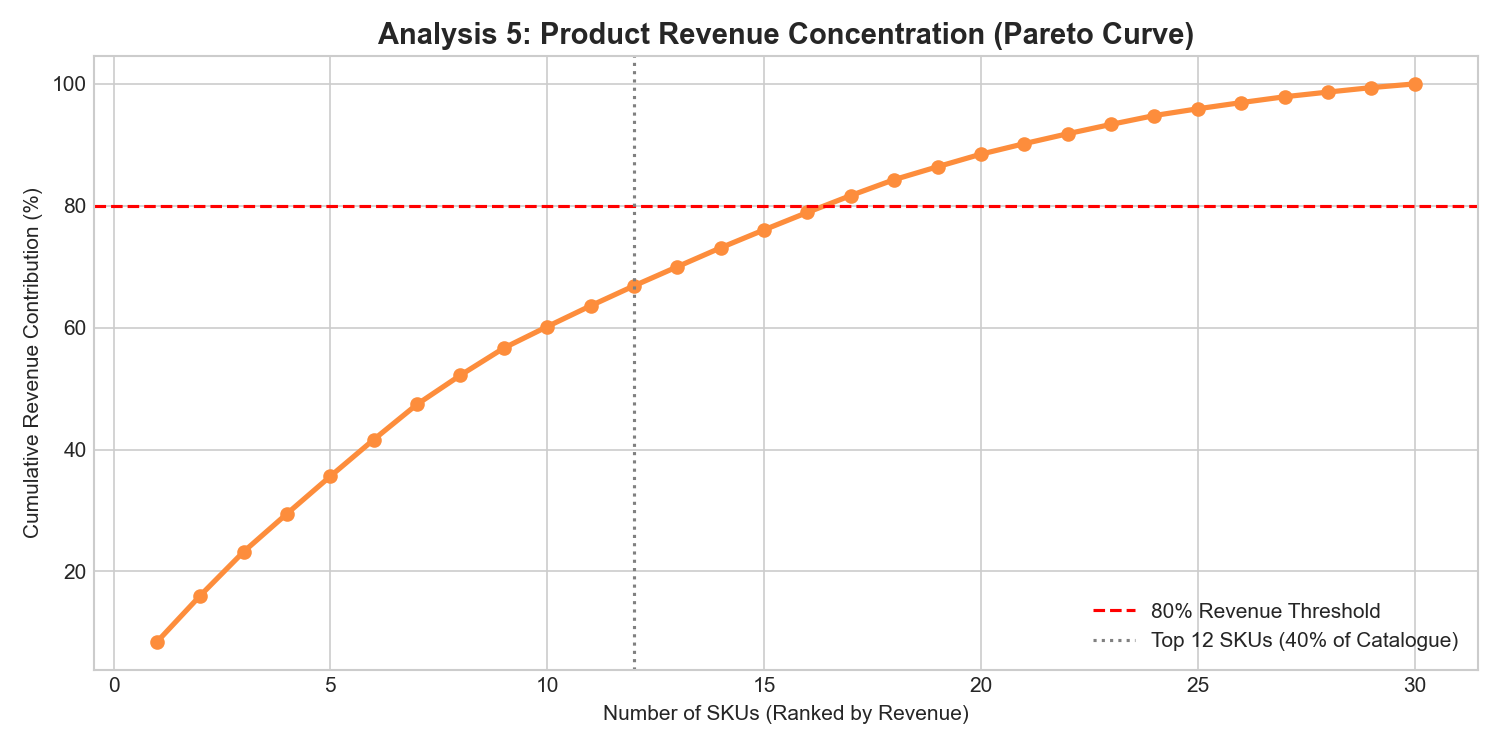 Analysis 5: Product Revenue Concentration (Pareto Curve)
Cumulative Revenue Contribution (%)
100
80
60
40
20
0 5 10 15 20 25 30
Number of SKUs (Ranked by Revenue)
80% Revenue Threshold
Top 12 SKUs (40% of Catalogue)